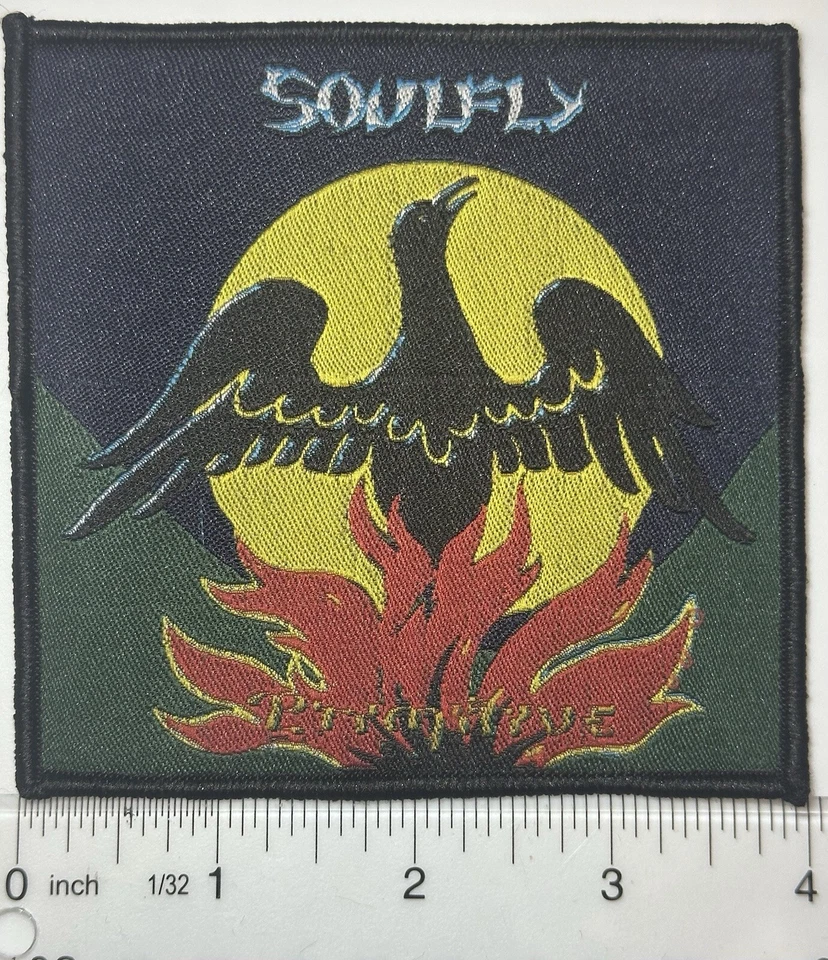 SOULFLY
Primitive
0 inch 1/32 1 2 3 4